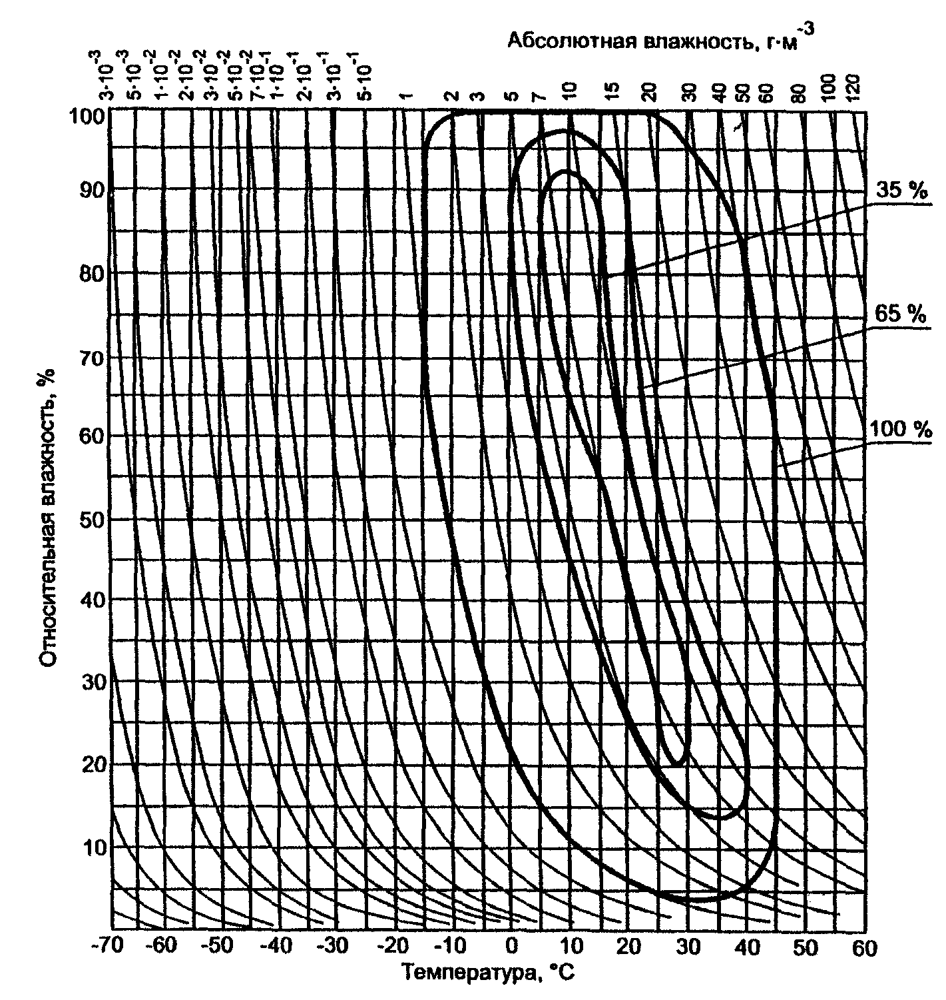 Абсолютная влажность, г·м⁻³
3·10⁻³ 5·10⁻³ 1·10⁻² 2·10⁻² 3·10⁻² 5·10⁻² 7·10⁻² 1·10⁻¹ 2·10⁻¹ 3·10⁻¹ 5·10⁻¹ 1 2 3 5 7 10 15 20 30 40 50 60 80 100 120
100
90
35 %
80
65 %
70
100 %
60
50
40
30
20
10
Относительная влажность, %
-70 -60 -50 -40 -30 -20 -10 0 10 20 30 40 50 60
Температура, °С